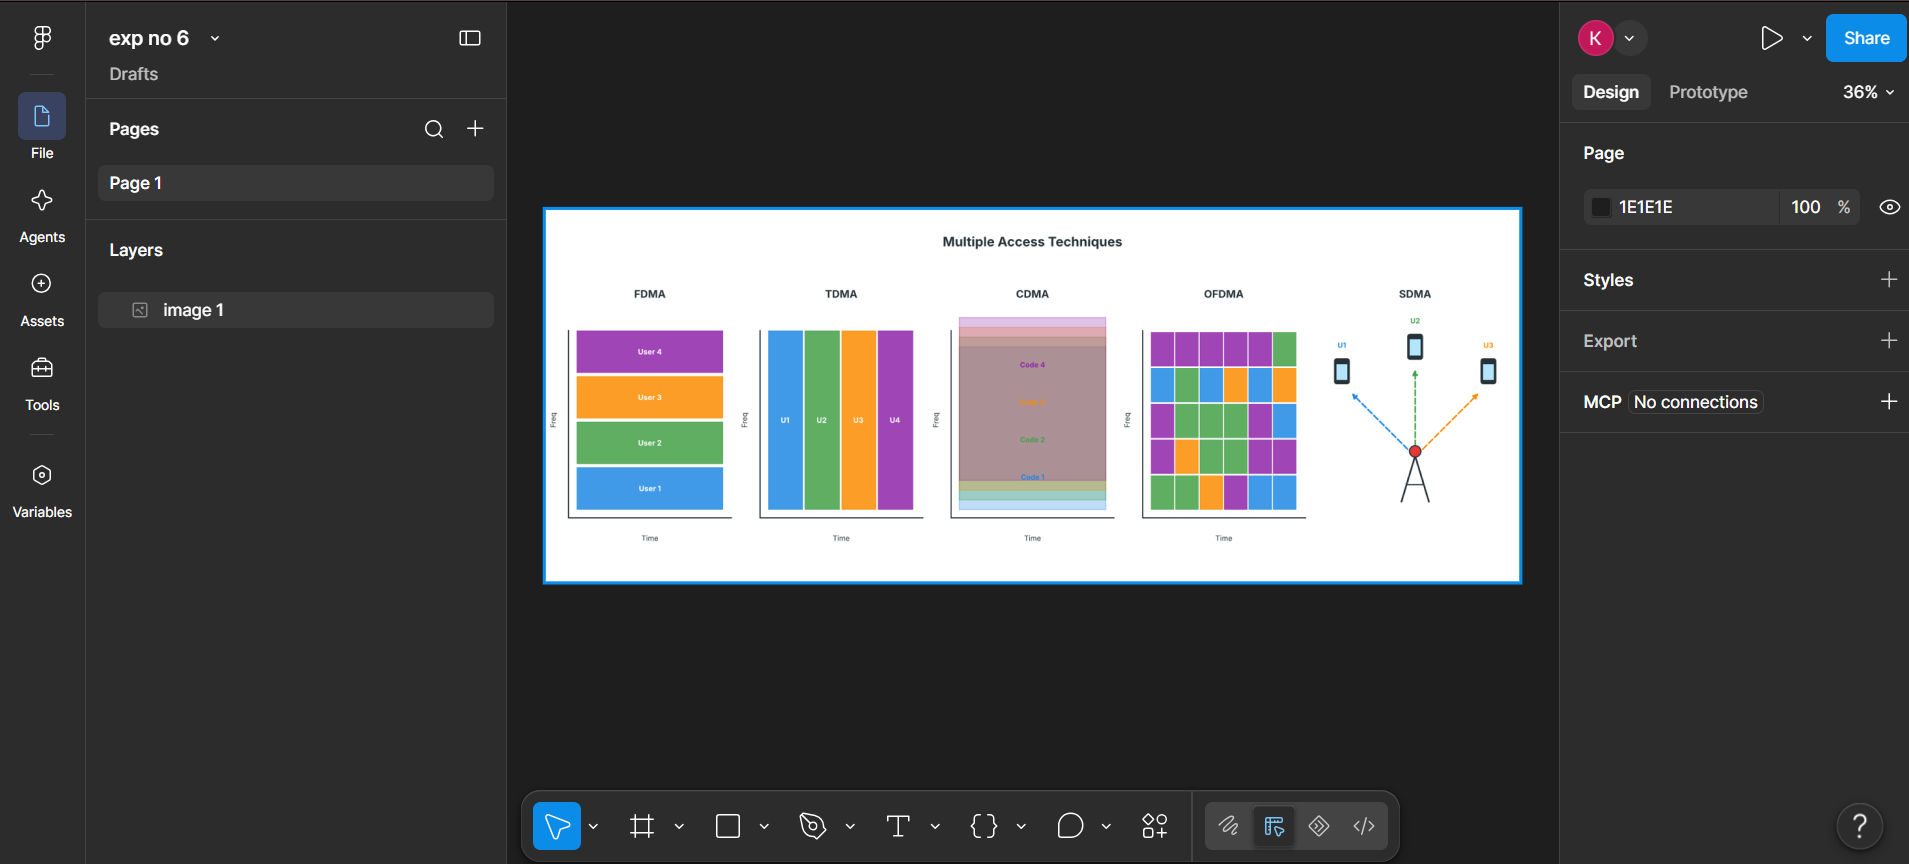 exp no 6
Drafts
File
Agents
Assets
Tools
Variables
Pages
Page 1
Layers
image 1
Multiple Access Techniques
FDMA
User 4
User 3
User 2
User 1
Freq
Time
TDMA
U1 U2 U3 U4
Freq
Time
CDMA
Code 4
Code 2
Code 1
Freq
Time
OFDMA
Freq
Time
SDMA
U2
U1
U3
K
Share
Design Prototype 36%
Page
1E1E1E 100 %
Styles
Export
MCP No connections
?